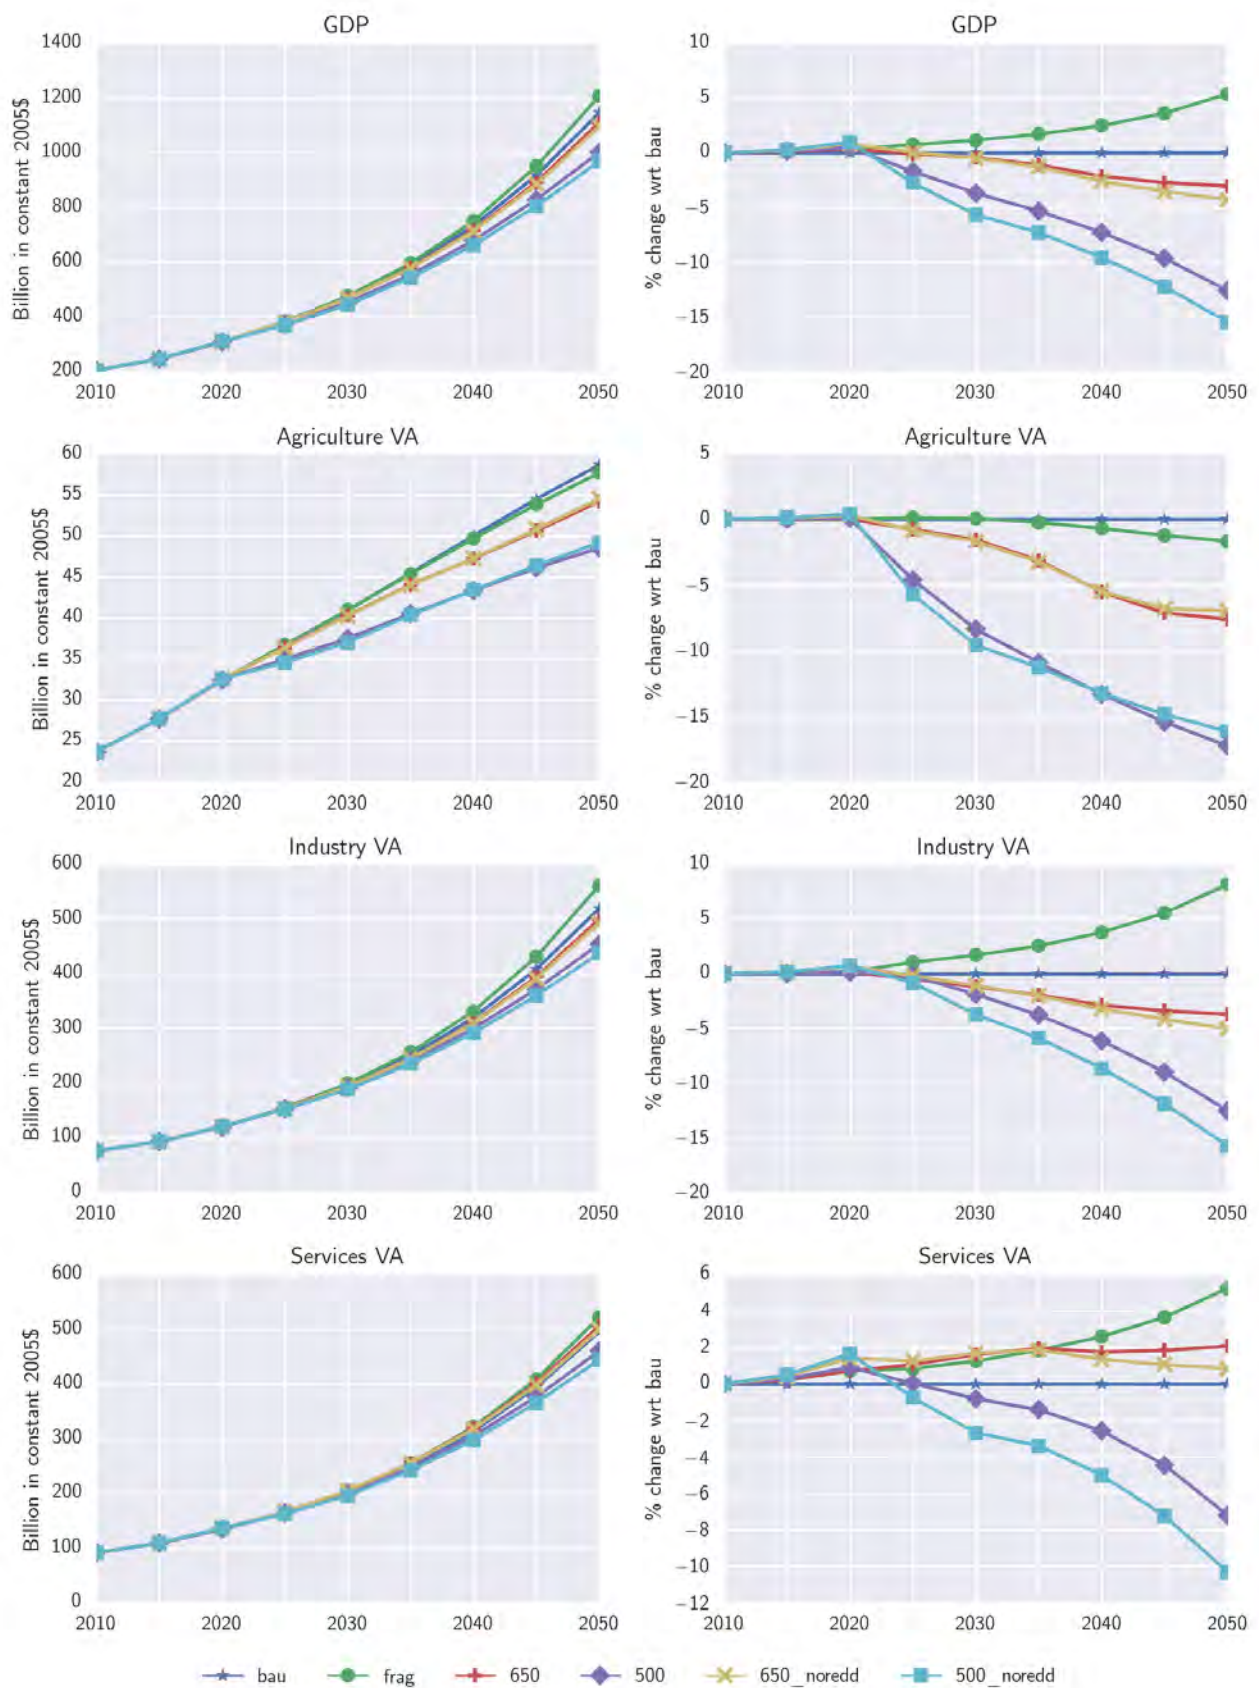 GDP
1400
1200
1000
800
600
400
200
Billion in constant 2005$
2010 2020 2030 2040 2050
GDP
10
5
0
−5
−10
−15
−20
% change wrt bau
2010 2020 2030 2040 2050
Agriculture VA
60
55
50
45
40
35
30
25
20
Billion in constant 2005$
2010 2020 2030 2040 2050
Agriculture VA
5
0
−5
−10
−15
−20
% change wrt bau
2010 2020 2030 2040 2050
Industry VA
600
500
400
300
200
100
0
Billion in constant 2005$
2010 2020 2030 2040 2050
Industry VA
10
5
0
−5
−10
−15
−20
% change wrt bau
2010 2020 2030 2040 2050
Services VA
600
500
400
300
200
100
0
Billion in constant 2005$
2010 2020 2030 2040 2050
Services VA
6
4
2
0
−2
−4
−6
−8
−10
−12
% change wrt bau
2010 2020 2030 2040 2050
bau frag 650 500 650_noredd 500_noredd